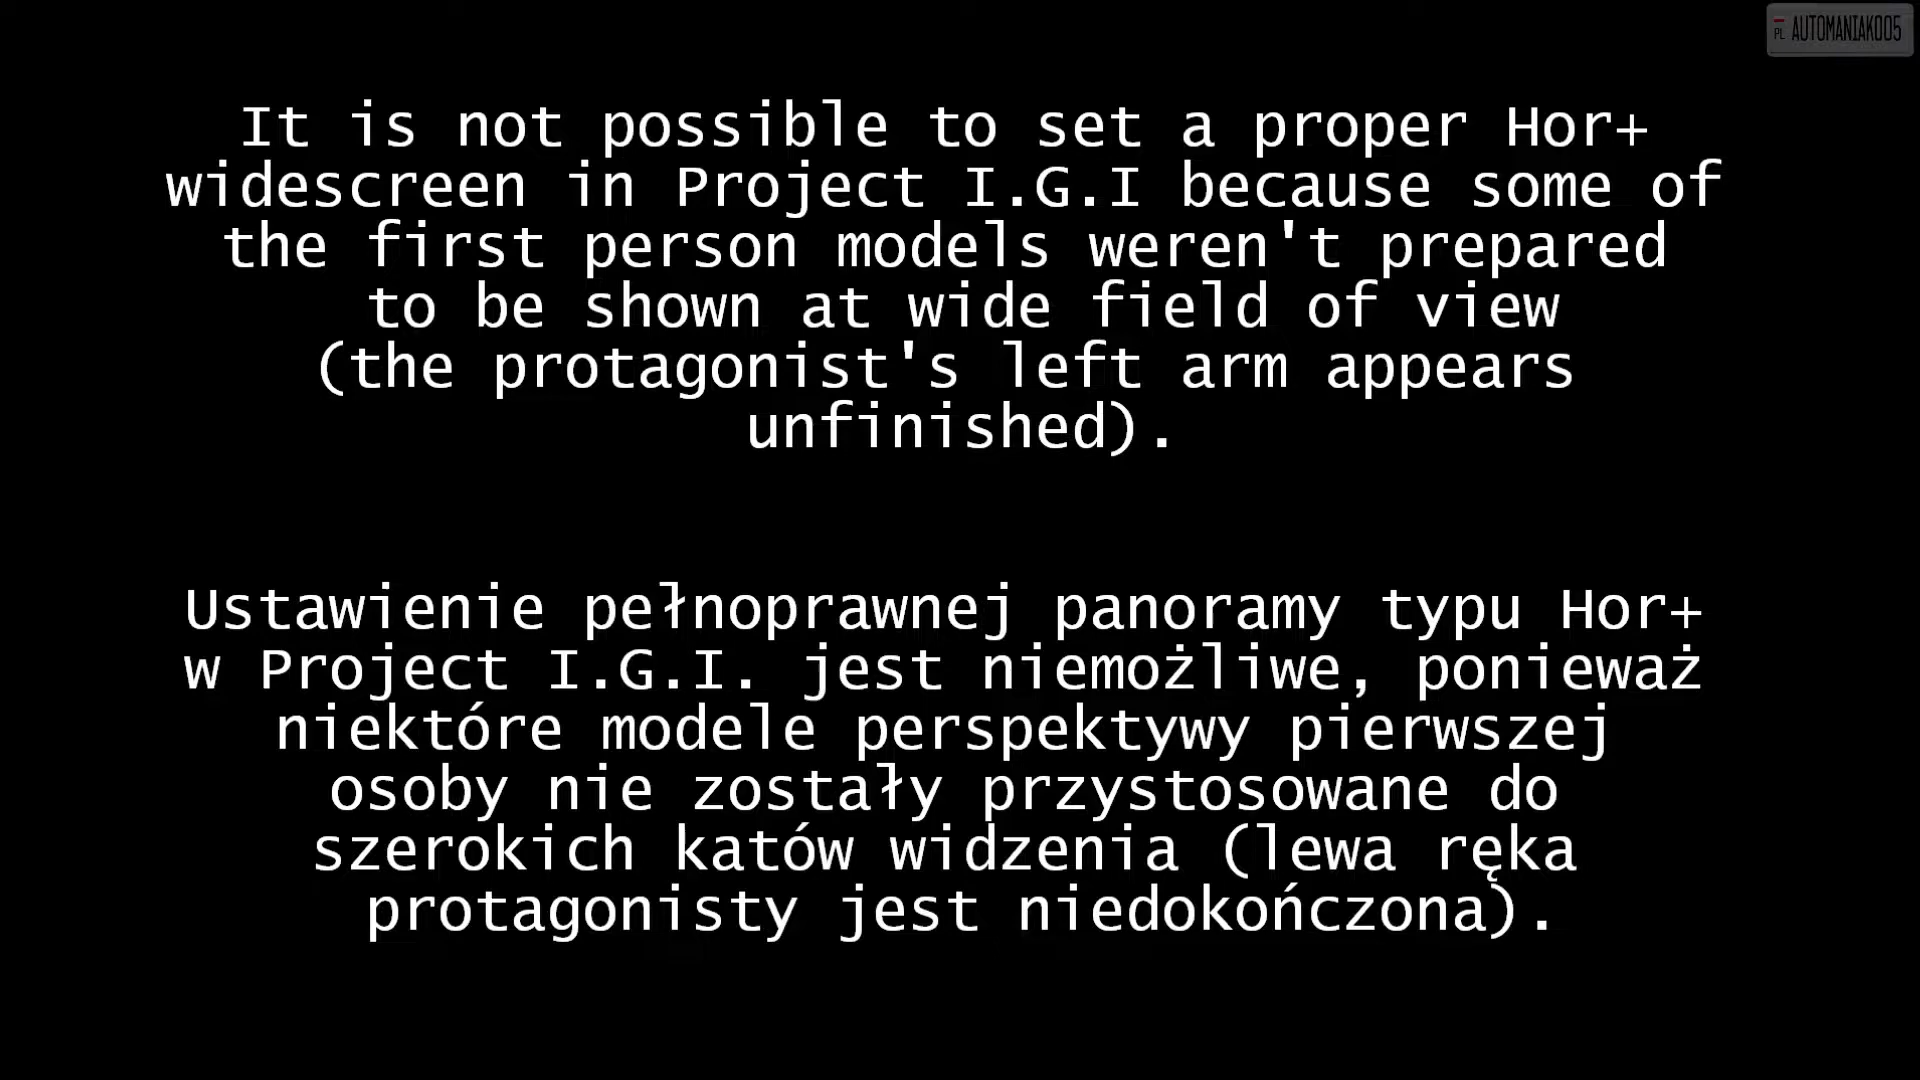 PL AUTOMANIAK005
It is not possible to set a proper Hor+
widescreen in Project I.G.I because some of
the first person models weren't prepared
to be shown at wide field of view
(the protagonist's left arm appears
unfinished).
Ustawienie pełnoprawnej panoramy typu Hor+
w Project I.G.I. jest niemożliwe, ponieważ
niektóre modele perspektywy pierwszej
osoby nie zostały przystosowane do
szerokich katów widzenia (lewa ręka
protagonisty jest niedokończona).